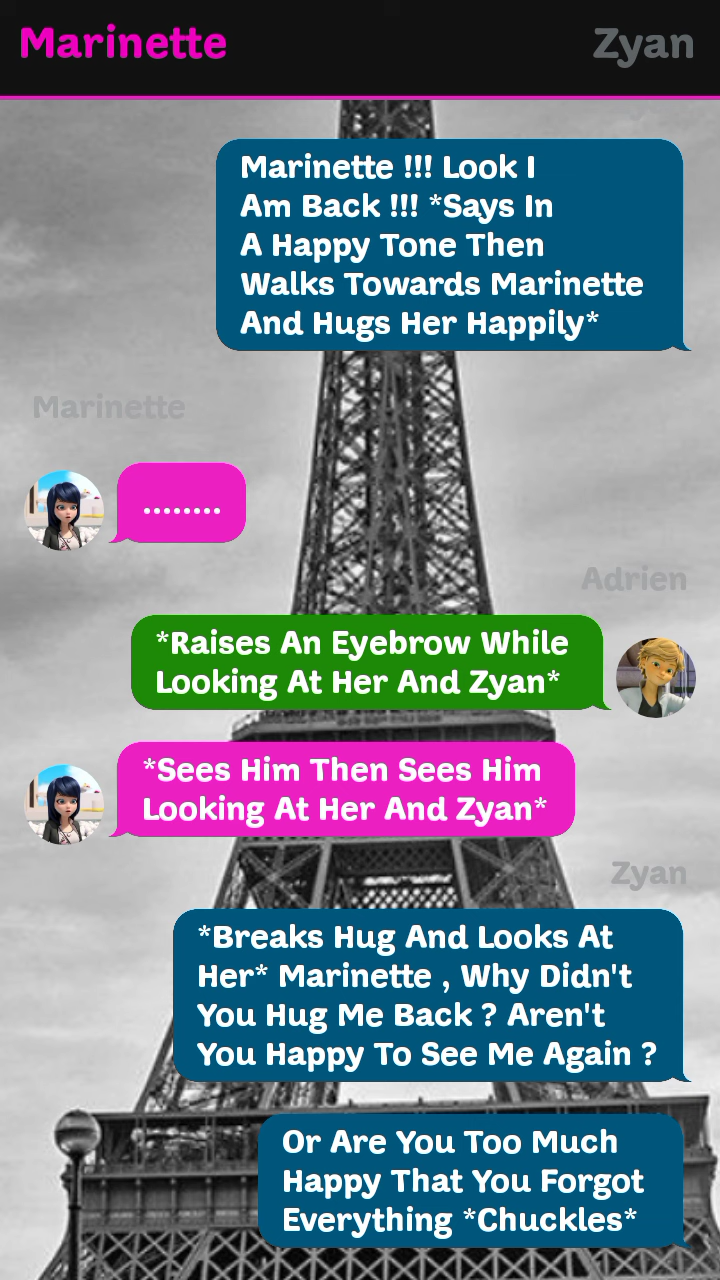 Marinette
Zyan
Marinette !!! Look I
Am Back !!! *Says In
A Happy Tone Then
Walks Towards Marinette
And Hugs Her Happily*
Marinette
........
Adrien
*Raises An Eyebrow While
Looking At Her And Zyan*
*Sees Him Then Sees Him
Looking At Her And Zyan*
Zyan
*Breaks Hug And Looks At
Her* Marinette , Why Didn't
You Hug Me Back ? Aren't
You Happy To See Me Again ?
Or Are You Too Much
Happy That You Forgot
Everything *Chuckles*